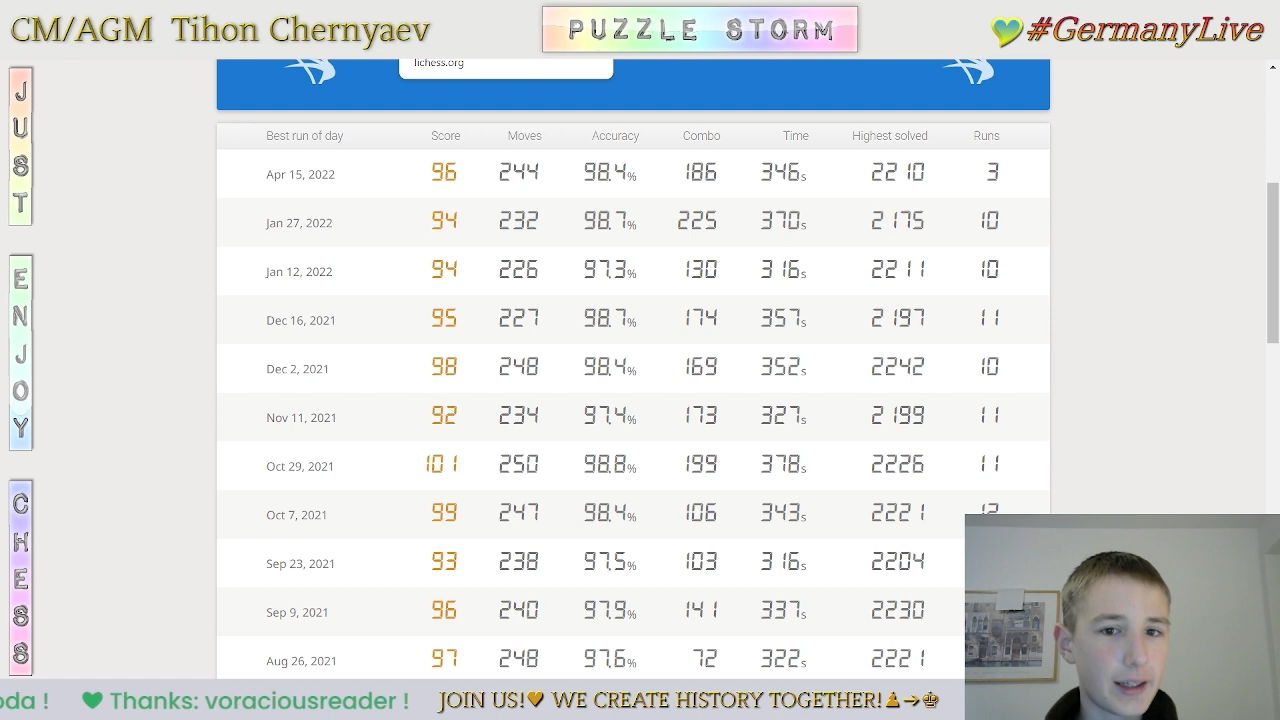 CM/AGM Tihon Chernyaev
PUZZLE STORM
#GermanyLive
JUST
ENJOY
CHESS
lichess.org
Best run of day Score Moves Accuracy Combo Time Highest solved Runs
Apr 15, 2022 96 244 98.4% 186 346s 2210 3
Jan 27, 2022 94 232 98.7% 225 370s 2175 10
Jan 12, 2022 94 226 97.3% 130 316s 2211 10
Dec 16, 2021 95 227 98.7% 174 357s 2197 11
Dec 2, 2021 98 248 98.4% 169 352s 2242 10
Nov 11, 2021 92 234 97.4% 173 327s 2199 11
Oct 29, 2021 101 250 98.8% 199 378s 2226 11
Oct 7, 2021 99 247 98.4% 106 343s 2221 12
Sep 23, 2021 93 238 97.5% 103 316s 2204
Sep 9, 2021 96 240 97.9% 141 337s 2230
Aug 26, 2021 97 248 97.6% 72 322s 2221
oda ! Thanks: voraciousreader ! JOIN US! WE CREATE HISTORY TOGETHER!